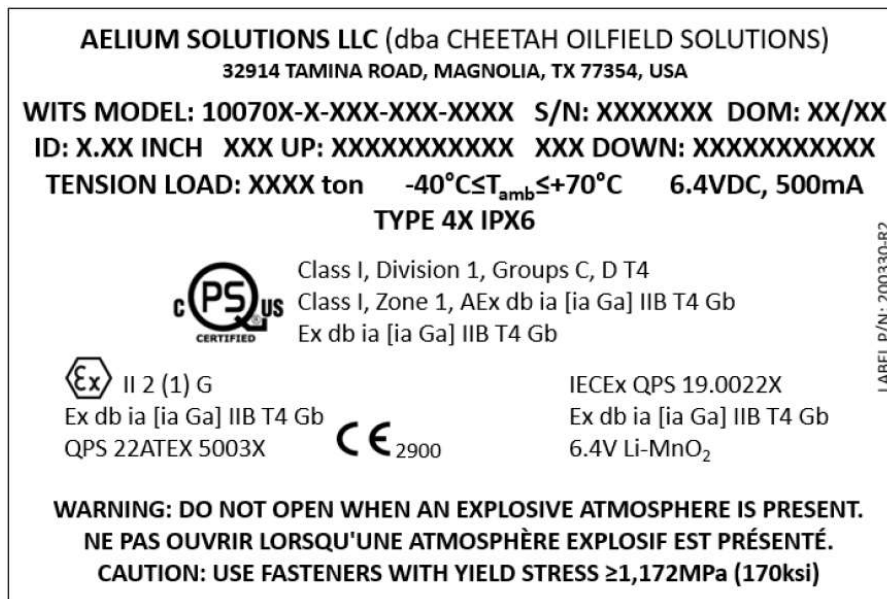 AELIUM SOLUTIONS LLC (dba CHEETAH OILFIELD SOLUTIONS)
32914 TAMINA ROAD, MAGNOLIA, TX 77354, USA
WITS MODEL: 10070X-X-XXX-XXX-XXXX S/N: XXXXXXX DOM: XX/XX
ID: X.XX INCH XXX UP: XXXXXXXXXXX XXX DOWN: XXXXXXXXXXX
TENSION LOAD: XXXX ton -40°C≤Tamb≤+70°C 6.4VDC, 500mA
TYPE 4X IPX6
C PS US
CERTIFIED
®
Class I, Division 1, Groups C, D T4
Class I, Zone 1, AEx db ia [ia Ga] IIB T4 Gb
Ex db ia [ia Ga] IIB T4 Gb
LABEL P/N: 200330-R2
Ex II 2 (1) G
Ex db ia [ia Ga] IIB T4 Gb
QPS 22ATEX 5003X
CE 2900
IECEx QPS 19.0022X
Ex db ia [ia Ga] IIB T4 Gb
6.4V Li-MnO₂
WARNING: DO NOT OPEN WHEN AN EXPLOSIVE ATMOSPHERE IS PRESENT.
NE PAS OUVRIR LORSQU'UNE ATMOSPHÈRE EXPLOSIF EST PRÉSENTÉ.
CAUTION: USE FASTENERS WITH YIELD STRESS ≥1,172MPa (170ksi)